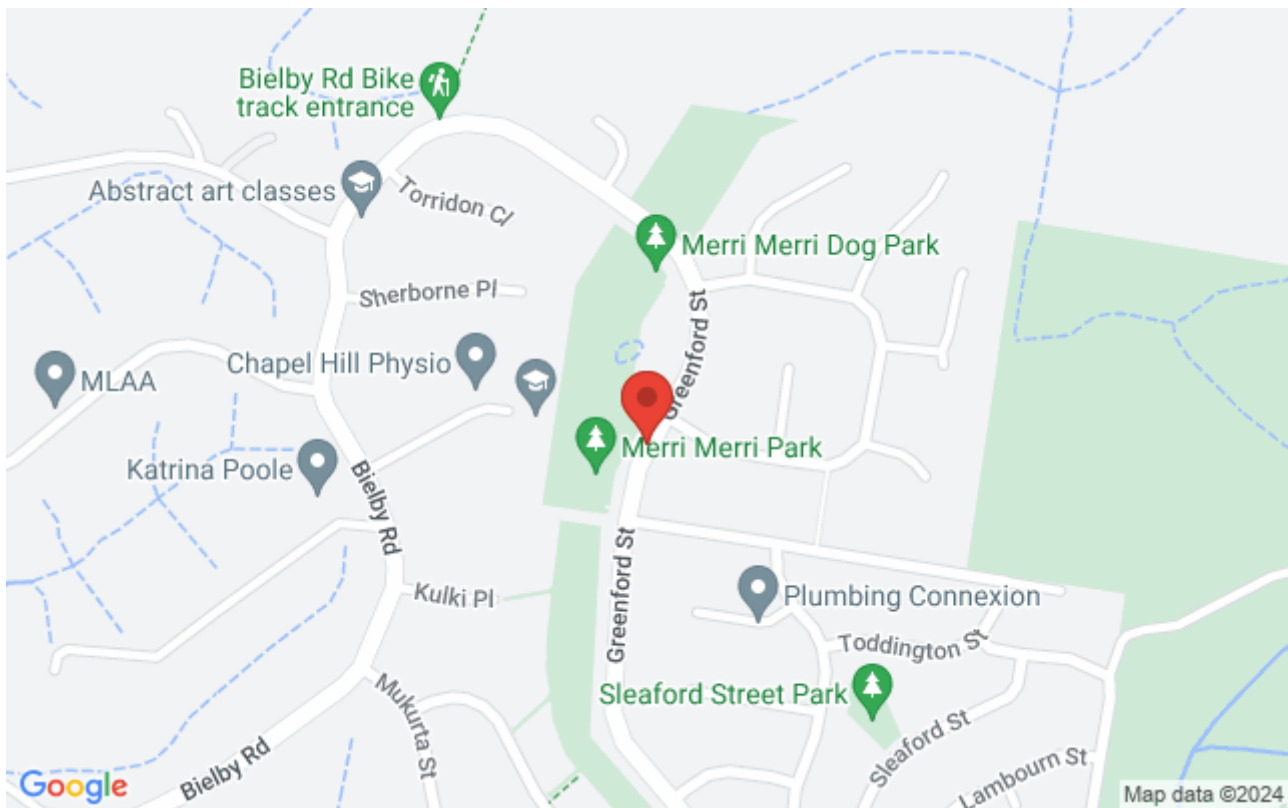 Bielby Rd Bike
track entrance
Abstract art classes
Torridon Cl
Merri Merri Dog Park
Sherborne Pl
Greenford St
Chapel Hill Physio
MLAA
Merri Merri Park
Katrina Poole
Bielby Rd
Greenford St
Kulki Pl
Plumbing Connexion
Toddington St
Mukurta St
Sleaford Street Park
Sleaford St
Bielby Rd
Lambourn St
Google
Map data ©2024